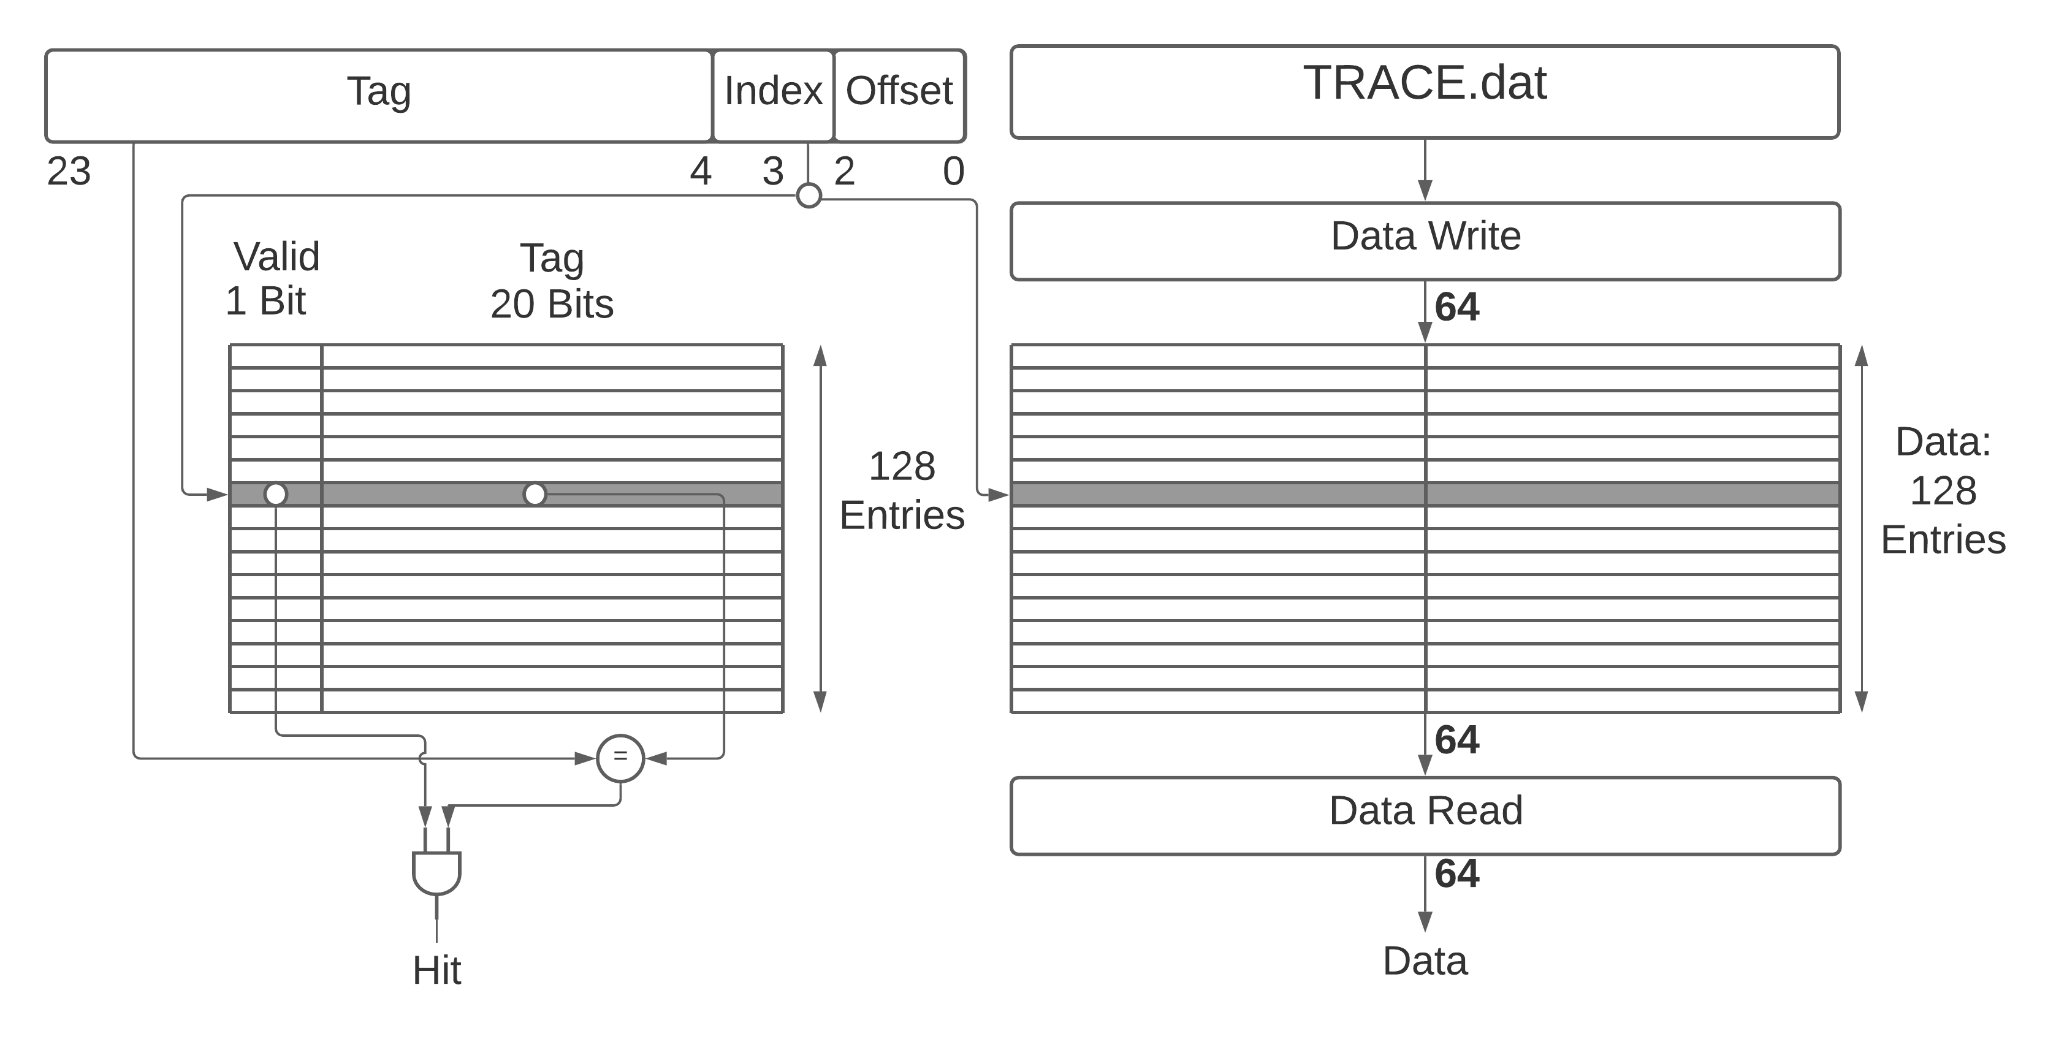 Tag
Index
Offset
23
4
3
2
0
Valid
1 Bit
Tag
20 Bits
128
Entries
=
Hit
TRACE.dat
Data Write
64
Data:
128
Entries
64
Data Read
64
Data